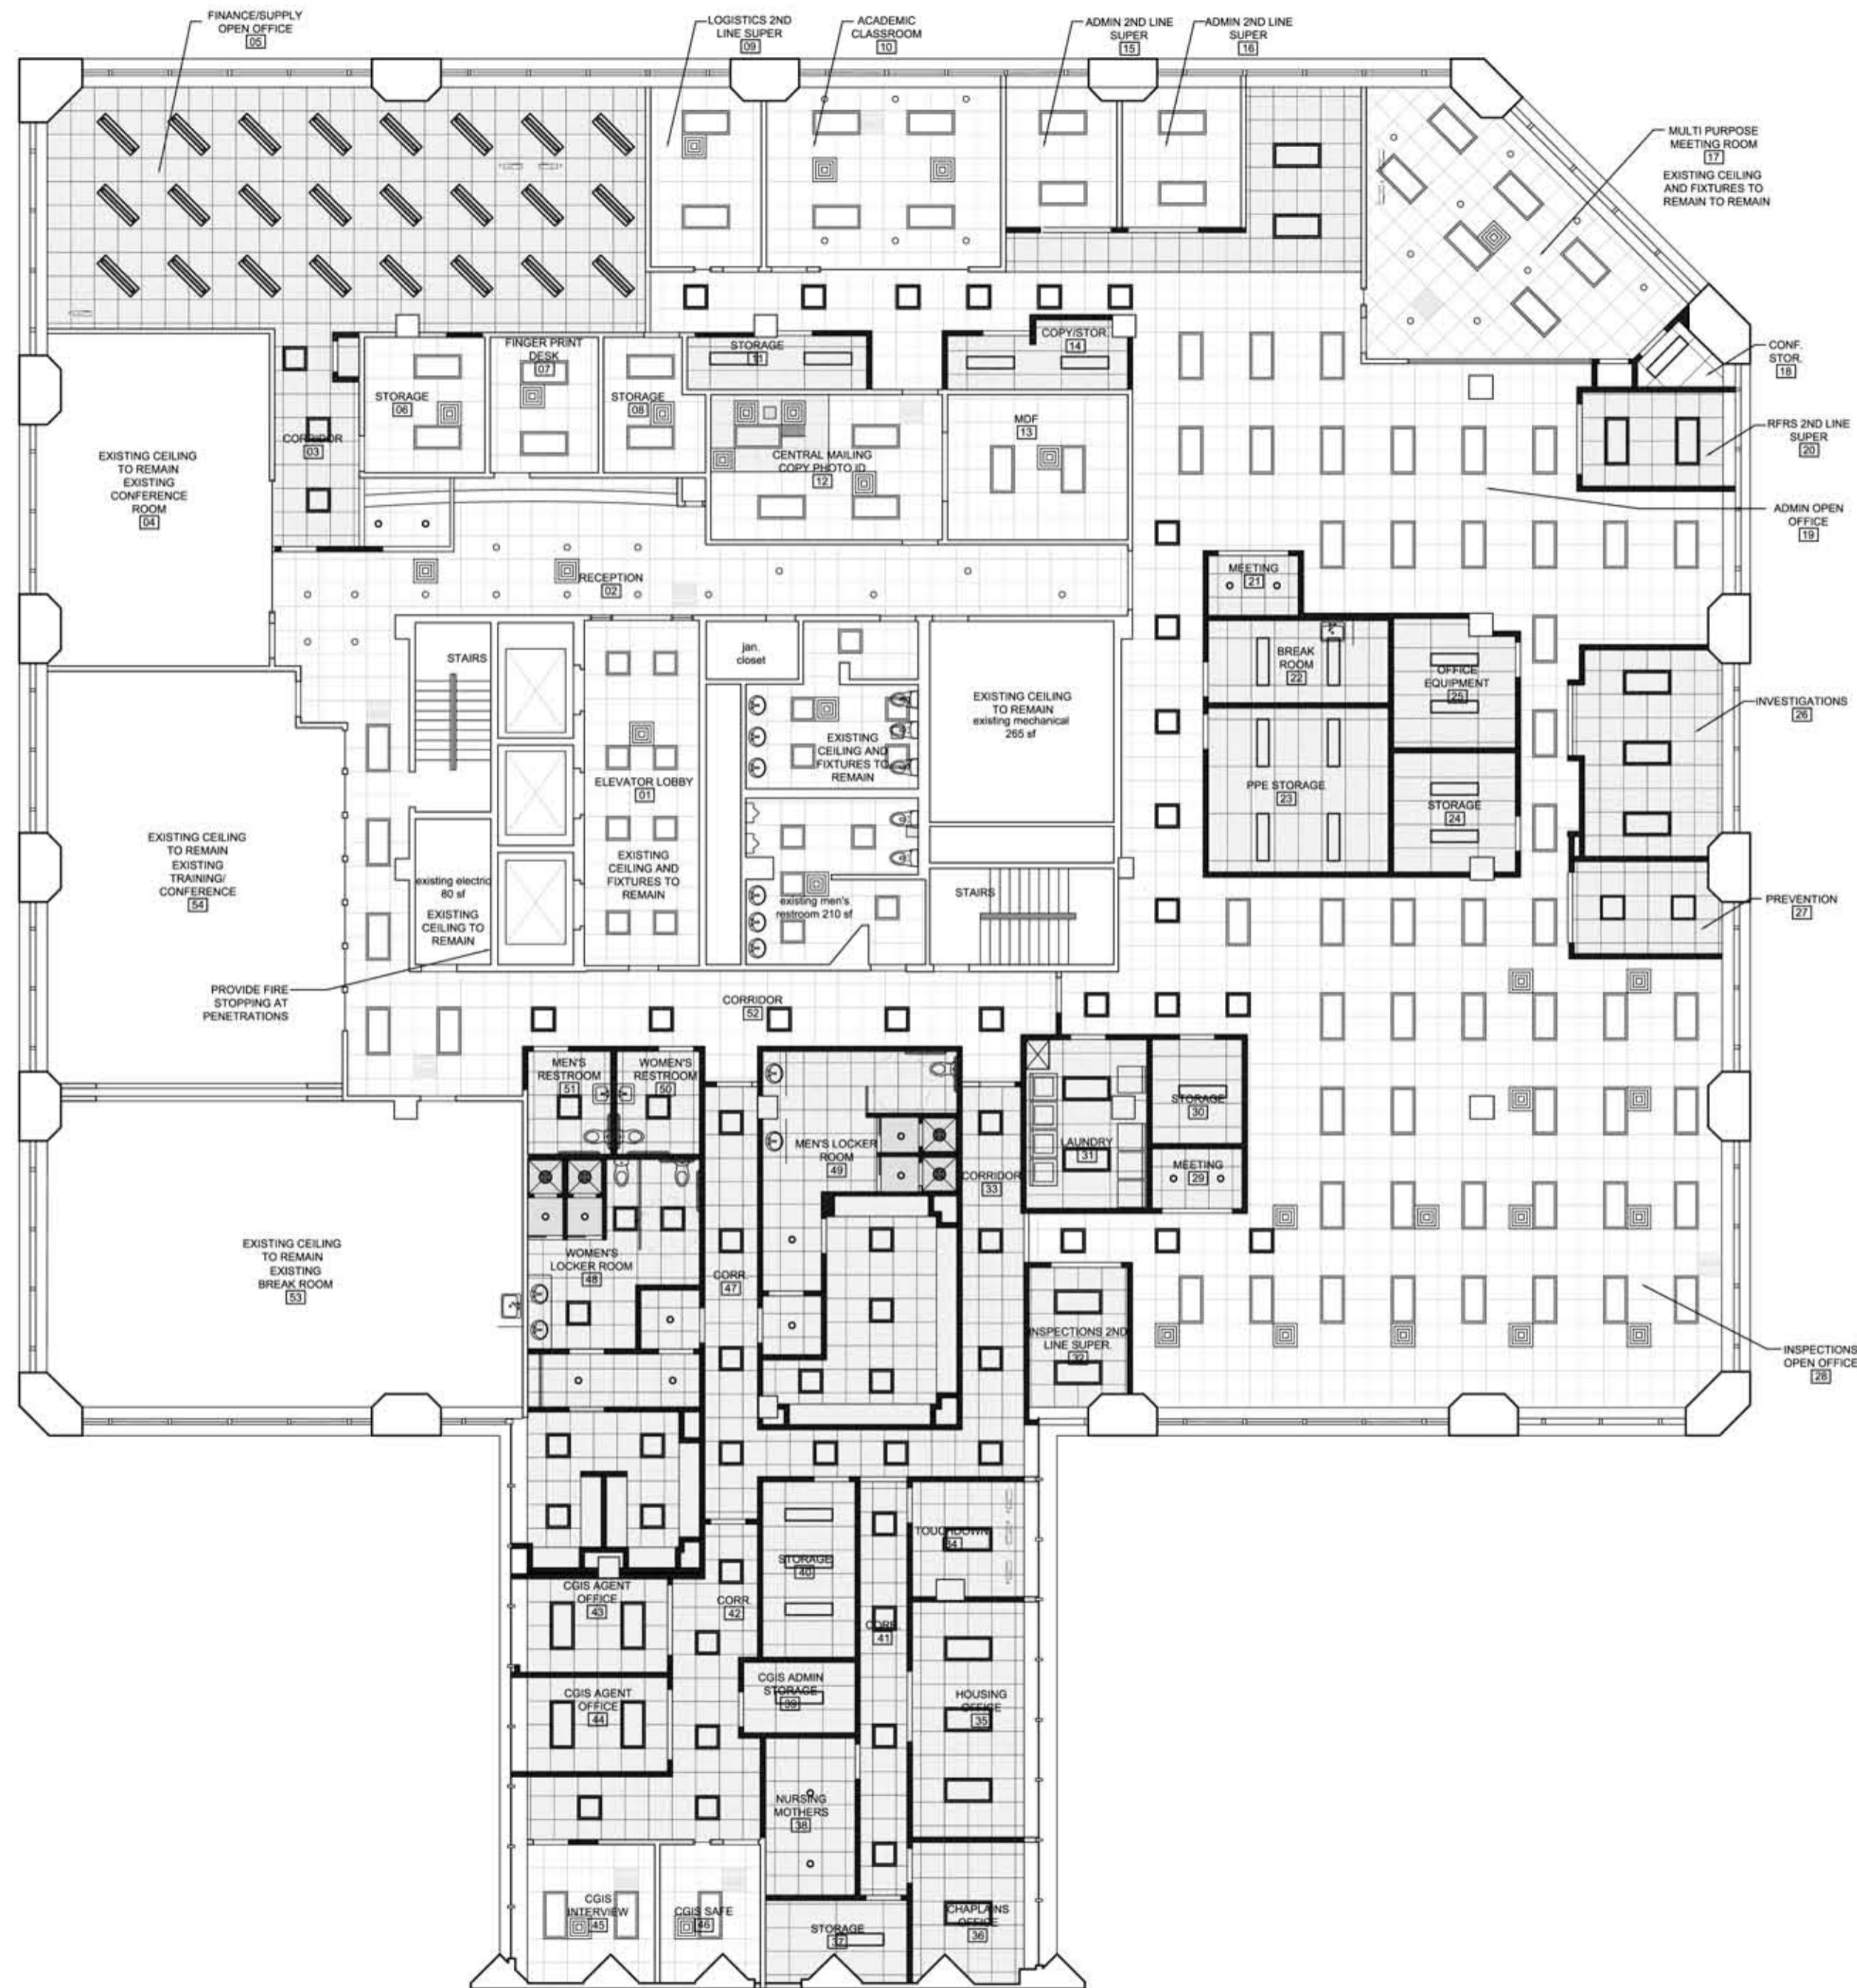 FINANCE/SUPPLY
OPEN OFFICE
05
LOGISTICS 2ND
LINE SUPER
09
ACADEMIC
CLASSROOM
10
ADMIN 2ND LINE
SUPER
15
ADMIN 2ND LINE
SUPER
16
MULTI PURPOSE
MEETING ROOM
17
EXISTING CEILING
AND FIXTURES TO
REMAIN TO REMAIN
CONF.
STOR.
18
RFRS 2ND LINE
SUPER
20
ADMIN OPEN
OFFICE
19
STORAGE
06
FINGER PRINT
DESK
07
STORAGE
08
STORAGE
11
COPY/STOR.
14
CORRIDOR
03
EXISTING CEILING
TO REMAIN
EXISTING
CONFERENCE
ROOM
04
CENTRAL MAILING
COPY PHOTO ID
12
MDF
13
RECEPTION
02
MEETING
21
BREAK
ROOM
22
OFFICE
EQUIPMENT
25
INVESTIGATIONS
26
STAIRS
jan.
closet
EXISTING CEILING
TO REMAIN
existing mechanical
265 sf
EXISTING
CEILING AND
FIXTURES TO
REMAIN
ELEVATOR LOBBY
01
EXISTING
CEILING AND
FIXTURES TO
REMAIN
PPE STORAGE
23
STORAGE
24
EXISTING CEILING
TO REMAIN
EXISTING
TRAINING/
CONFERENCE
54
existing electric
80 sf
EXISTING
CEILING TO
REMAIN
existing men's
restroom 210 sf
STAIRS
PREVENTION
27
PROVIDE FIRE
STOPPING AT
PENETRATIONS
CORRIDOR
52
MEN'S
RESTROOM
51
WOMEN'S
RESTROOM
50
MEN'S LOCKER
ROOM
49
CORRIDOR
33
LAUNDRY
31
STORAGE
30
MEETING
29
EXISTING CEILING
TO REMAIN
EXISTING
BREAK ROOM
53
WOMEN'S
LOCKER ROOM
48
CORR.
47
INSPECTIONS 2ND
LINE SUPER.
32
INSPECTIONS
OPEN OFFICE
28
TOUCHDOWN
34
STORAGE
40
CGIS AGENT
OFFICE
43
CORR.
42
CORR.
41
CGIS AGENT
OFFICE
44
CGIS ADMIN
STORAGE
39
HOUSING
OFFICE
35
NURSING
MOTHERS
38
CGIS
INTERVIEW
45
CGIS SAFE
46
STORAGE
37
CHAPLAINS
OFFICE
36